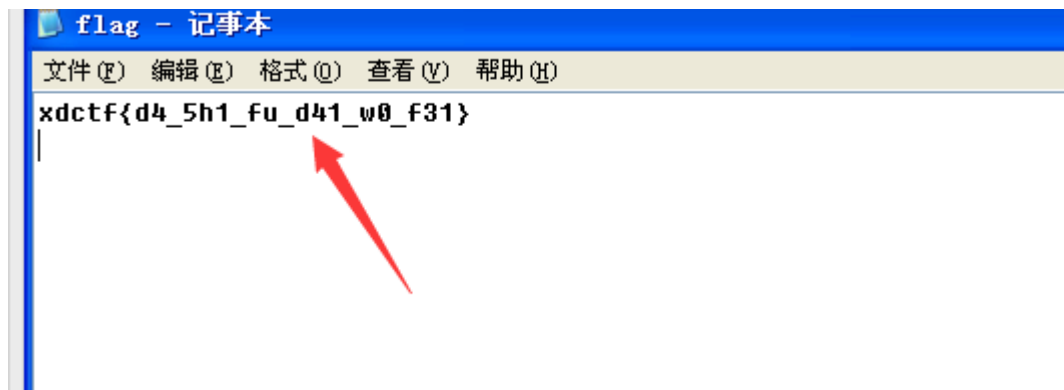 flag - 记事本
文件(F) 编辑(E) 格式(O) 查看(V) 帮助(H)
xdctf{d4_5h1_fu_d41_w0_f31}